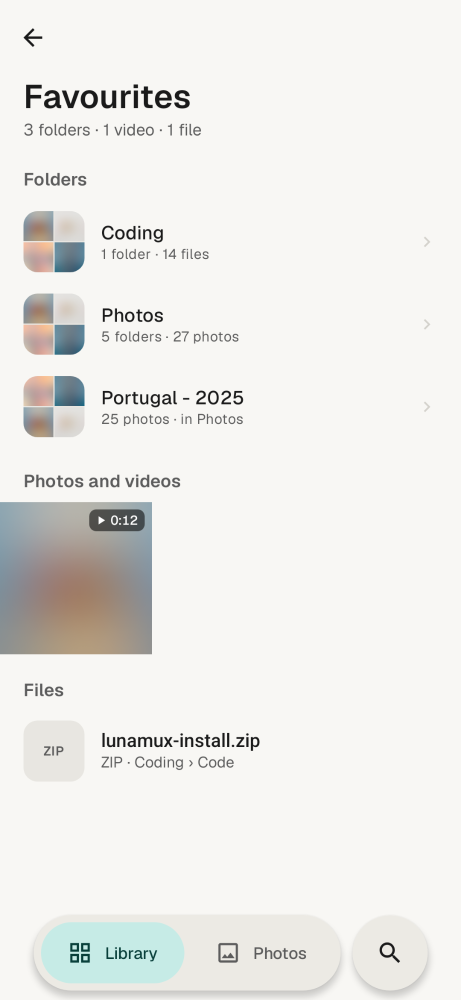 Favourites
3 folders · 1 video · 1 file
Folders
Coding
1 folder · 14 files
Photos
5 folders · 27 photos
Portugal - 2025
25 photos · in Photos
Photos and videos
0:12
Files
ZIP
lunamux-install.zip
ZIP · Coding › Code
Library
Photos